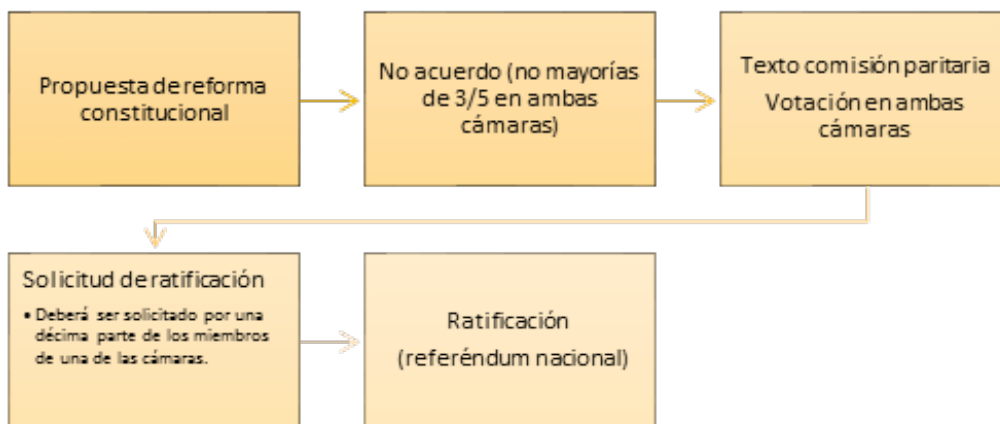 Propuesta de reforma
constitucional
No acuerdo (no mayorías
de 3/5 en ambas
cámaras)
Texto comisión paritaria
Votación en ambas
cámaras
Solicitud de ratificación
• Deberá ser solicitado por una
décima parte de los miembros
de una de las cámaras.
Ratificación
(referéndum nacional)